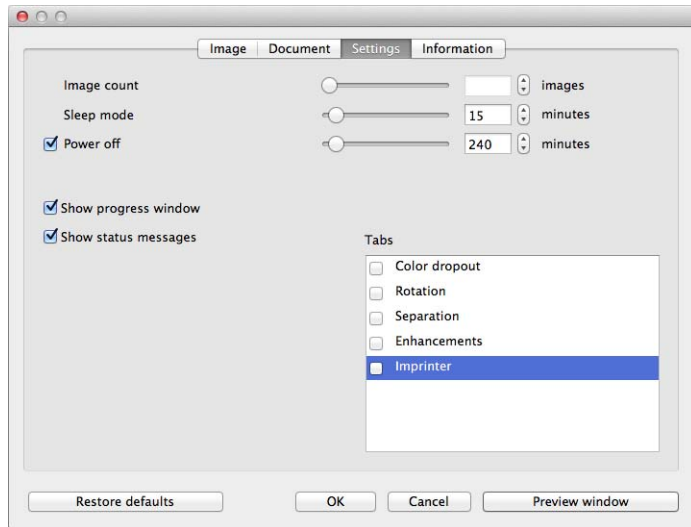 Image Document Settings Information
Image count images
Sleep mode 15 minutes
Power off 240 minutes
Show progress window
Show status messages
Tabs
Color dropout
Rotation
Separation
Enhancements
Imprinter
Restore defaults OK Cancel Preview window